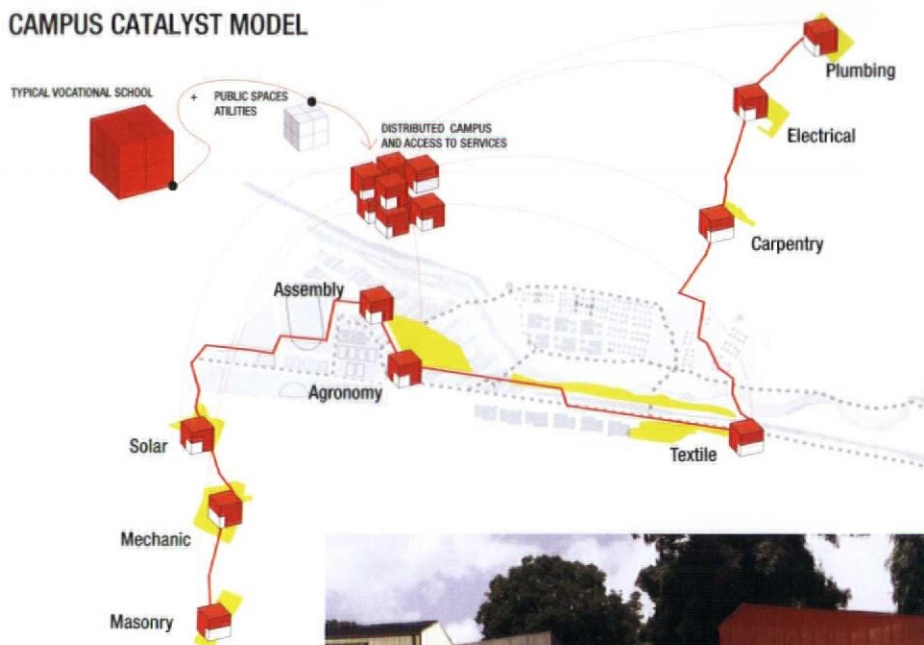 CAMPUS CATALYST MODEL
TYPICAL VOCATIONAL SCHOOL
+ PUBLIC SPACES
ATILITIES
DISTRIBUTED CAMPUS
AND ACCESS TO SERVICES
Plumbing
Electrical
Carpentry
Assembly
Agronomy
Solar
Textile
Mechanic
Masonry